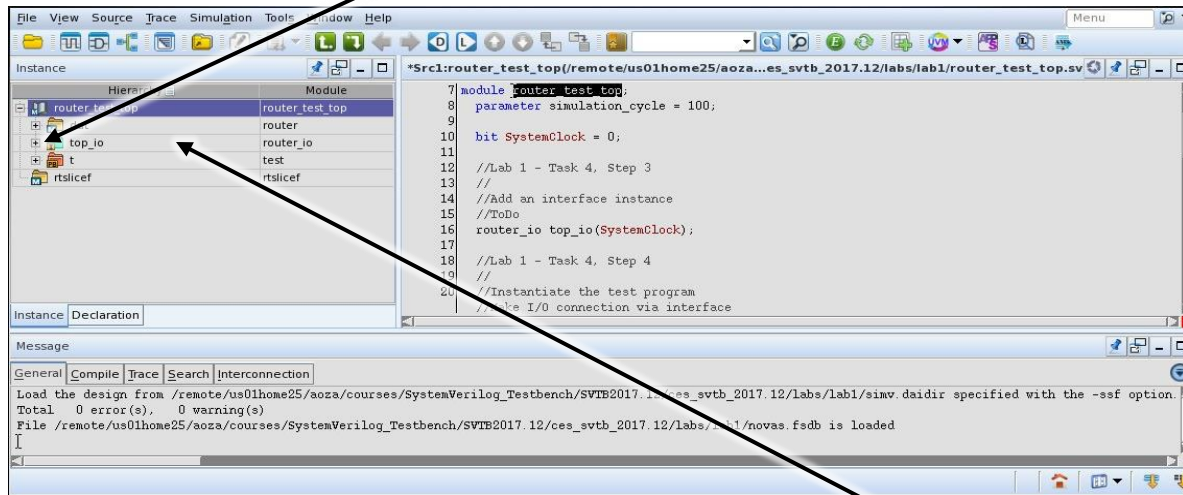 File View Source Trace Simulation Tools Window Help
Menu
Instance
*Src1:router_test_top(/remote/us01home25/aoza...es_svtb_2017.12/labs/lab1/router_test_top.sv
Hierarchy Module
router_test_top router_test_top
router
top_io router_io
t test
rtslicef rtslicef
7 module router_test_top;
8 parameter simulation_cycle = 100;
9
10 bit SystemClock = 0;
11
12 //Lab 1 - Task 4, Step 3
13 //
14 //Add an interface instance
15 //ToDo
16 router_io top_io(SystemClock);
17
18 //Lab 1 - Task 4, Step 4
19 //
20 //Instantiate the test program
I/O connection via interface
Instance Declaration
Message
General Compile Trace Search Interconnection
Load the design from /remote/us01home25/aoza/courses/SystemVerilog_Testbench/SVTB2017.12/ces_svtb_2017.12/labs/lab1/simv.daidir specified with the -ssf option.
Total 0 error(s), 0 warning(s)
File /remote/us01home25/aoza/courses/SystemVerilog_Testbench/SVTB2017.12/ces_svtb_2017.12/labs/lab1/novas.fsdb is loaded